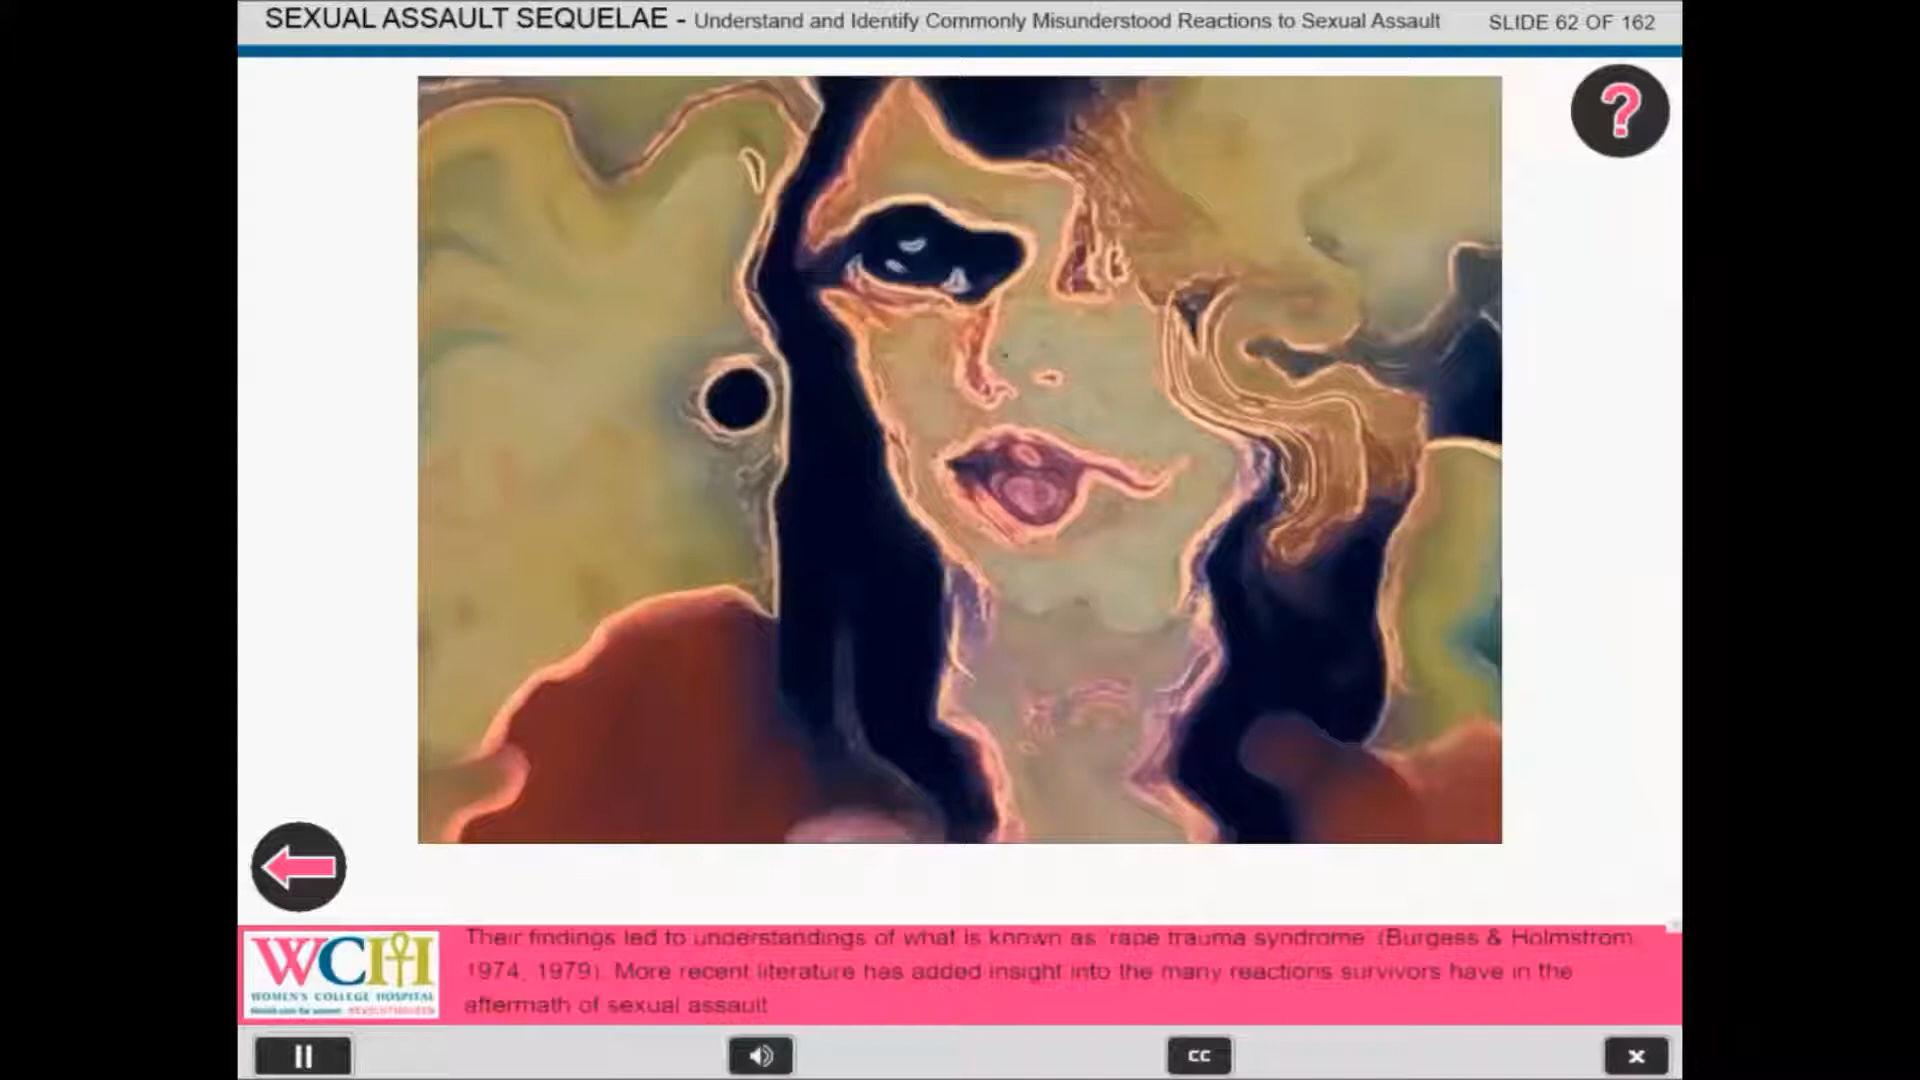 SEXUAL ASSAULT SEQUELAE - Understand and Identify Commonly Misunderstood Reactions to Sexual Assault SLIDE 62 OF 162
?
Their findings led to understandings of what is known as 'rape trauma syndrome' (Burgess & Holmstrom,
1974, 1979). More recent literature has added insight into the many reactions survivors have in the
aftermath of sexual assault
WCH
WOMEN'S COLLEGE HOSPITAL
CC